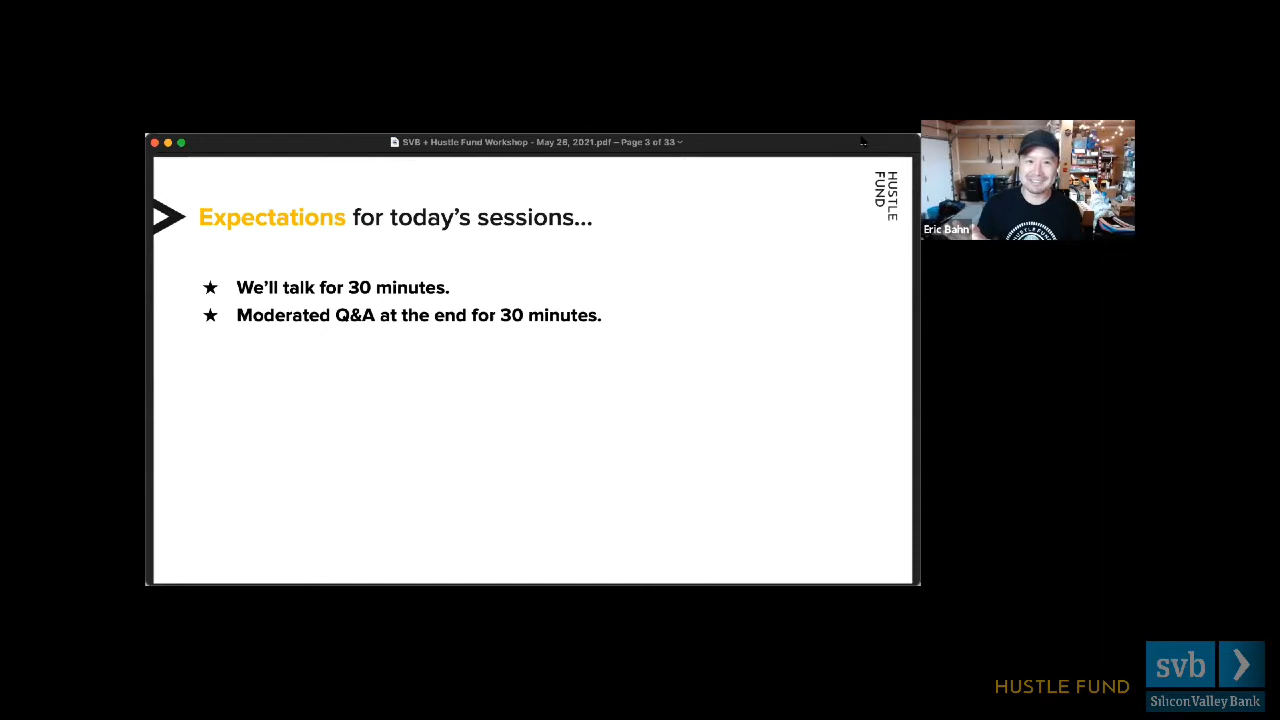 SVB + Hustle Fund Workshop - May 26, 2021.pdf – Page 3 of 33
HUSTLE
FUND
Expectations for today's sessions...
★ We'll talk for 30 minutes.
★ Moderated Q&A at the end for 30 minutes.
Eric Bahn
HUSTLE FUND
svb
Silicon Valley Bank